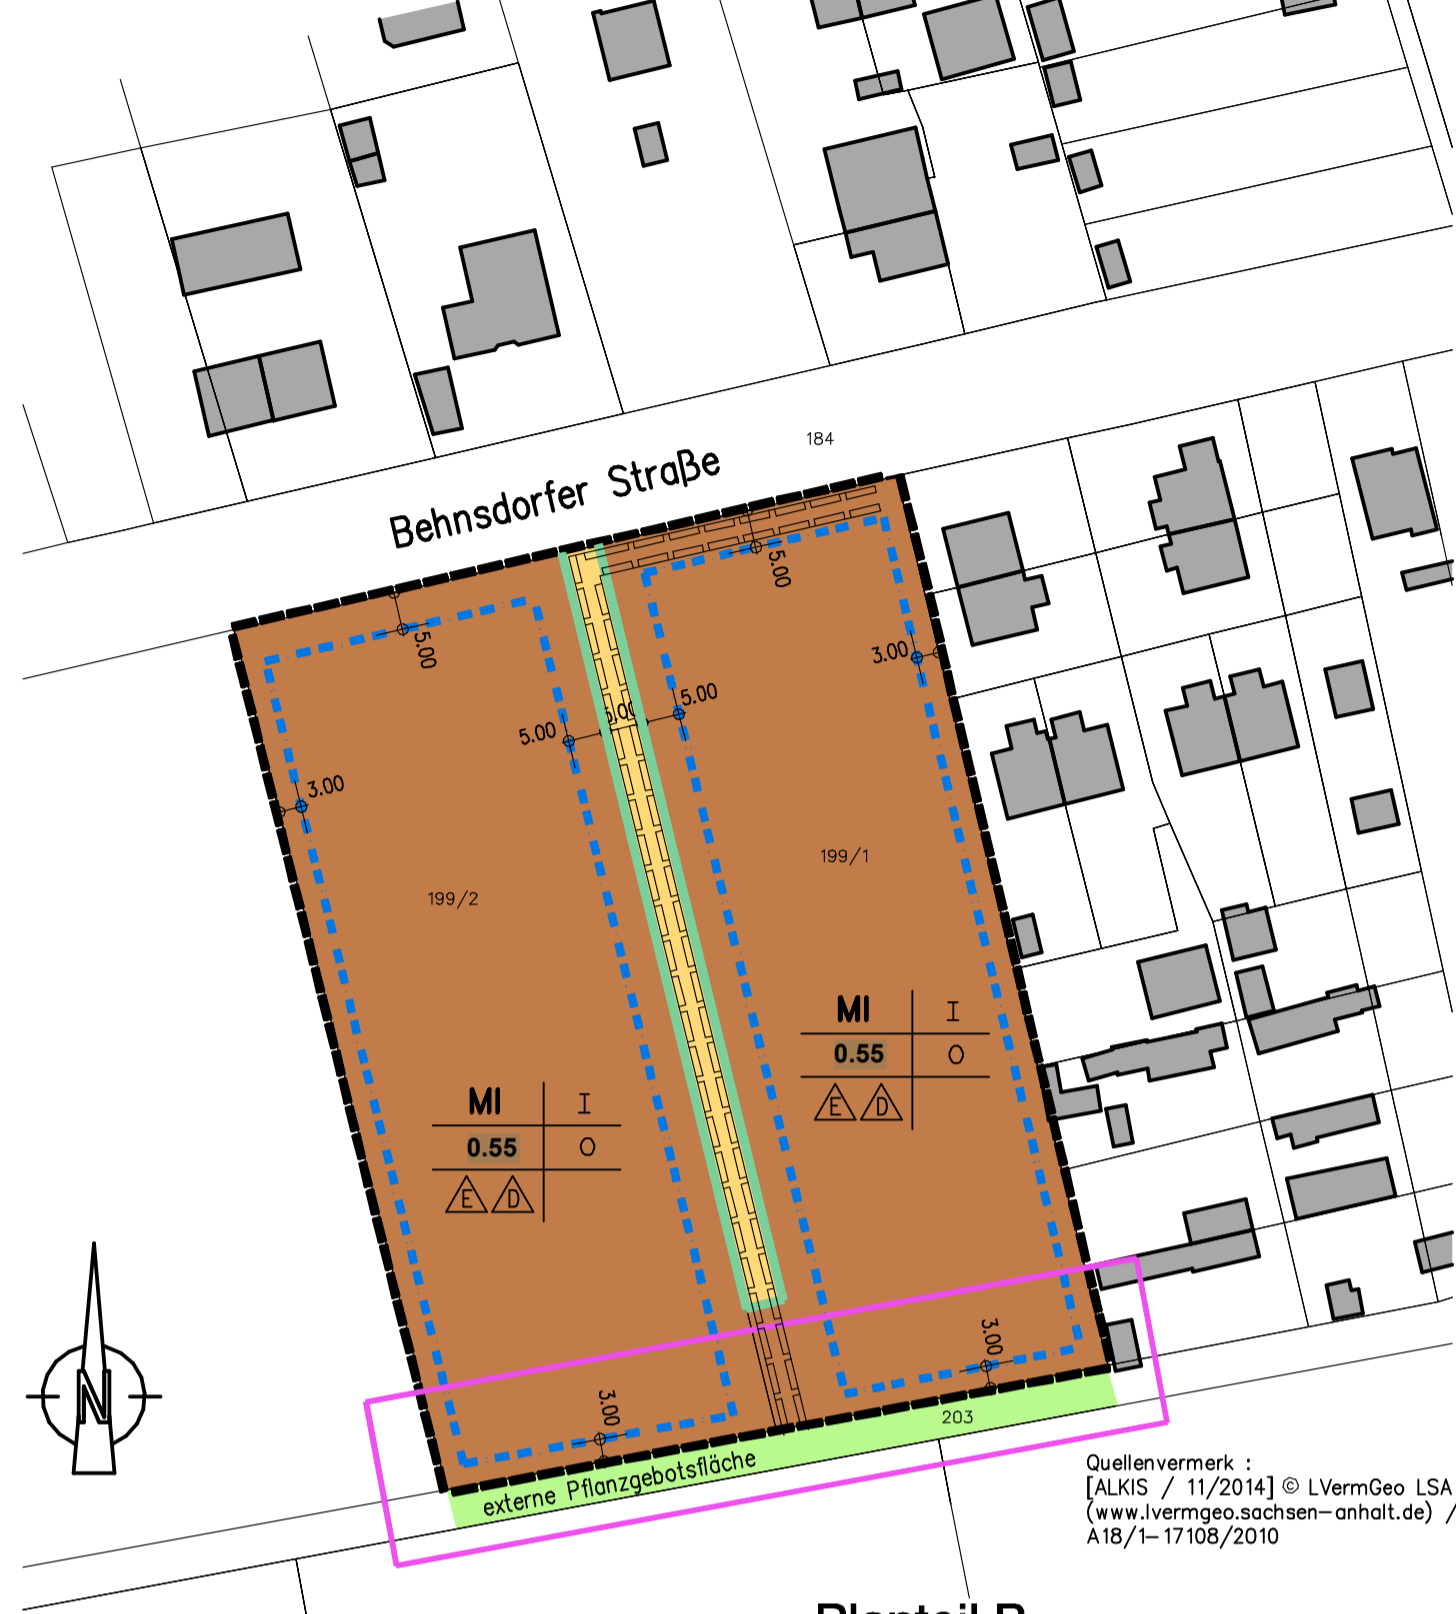 184
Behnsdorfer Straße
5.00
5.00
3.00
5.00
5.00
3.00
199/1
199/2
MI I
0.55 O
E D
MI I
0.55 O
E D
N
3.00
3.00
203
externe Pflanzgebotsfläche
Quellenvermerk :
[ALKIS / 11/2014] © LVermGeo LSA
(www.lvermgeo.sachsen-anhalt.de) /
A18/1-17108/2010